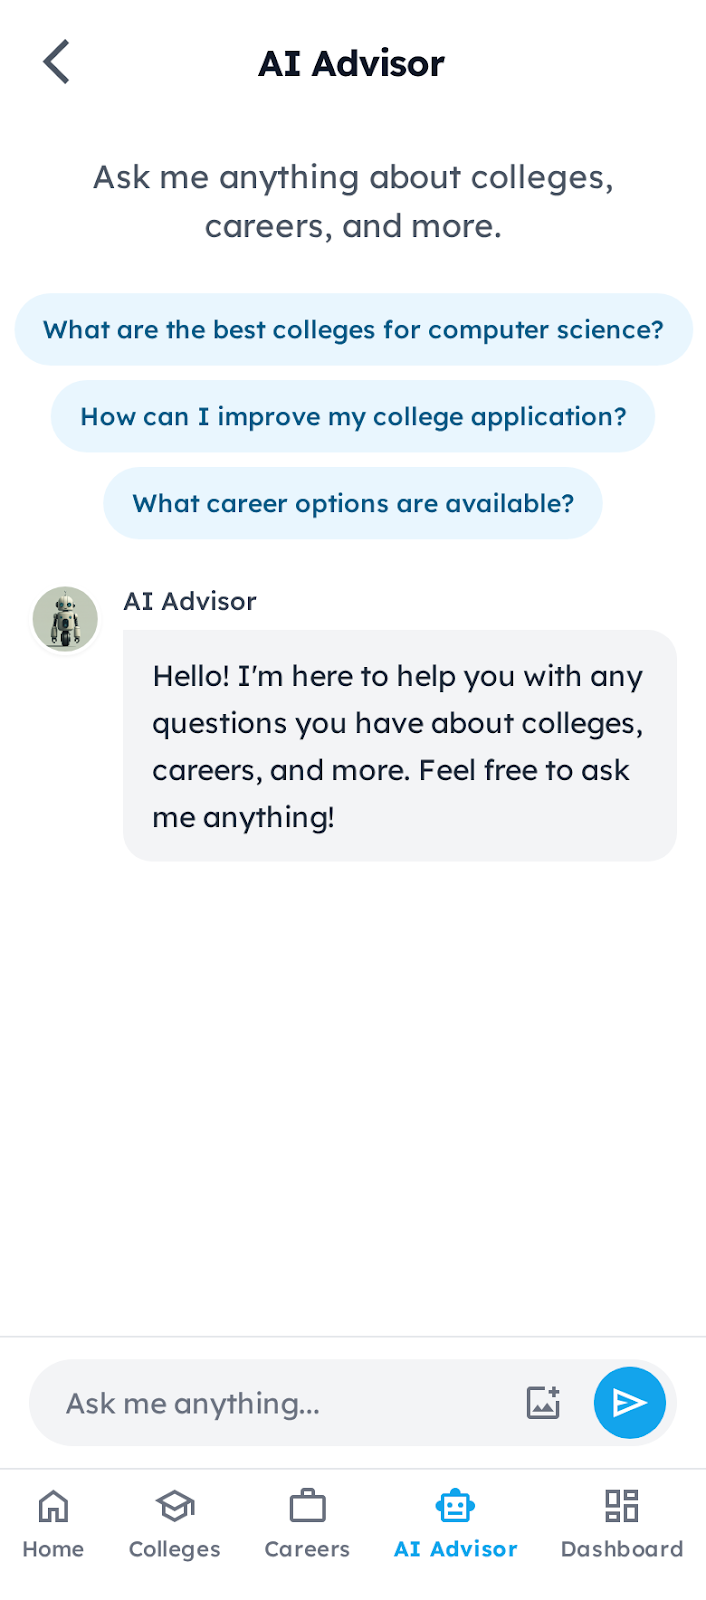 AI Advisor
Ask me anything about colleges,
careers, and more.
What are the best colleges for computer science?
How can I improve my college application?
What career options are available?
AI Advisor
Hello! I'm here to help you with any
questions you have about colleges,
careers, and more. Feel free to ask
me anything!
Ask me anything...
Home
Colleges
Careers
AI Advisor
Dashboard